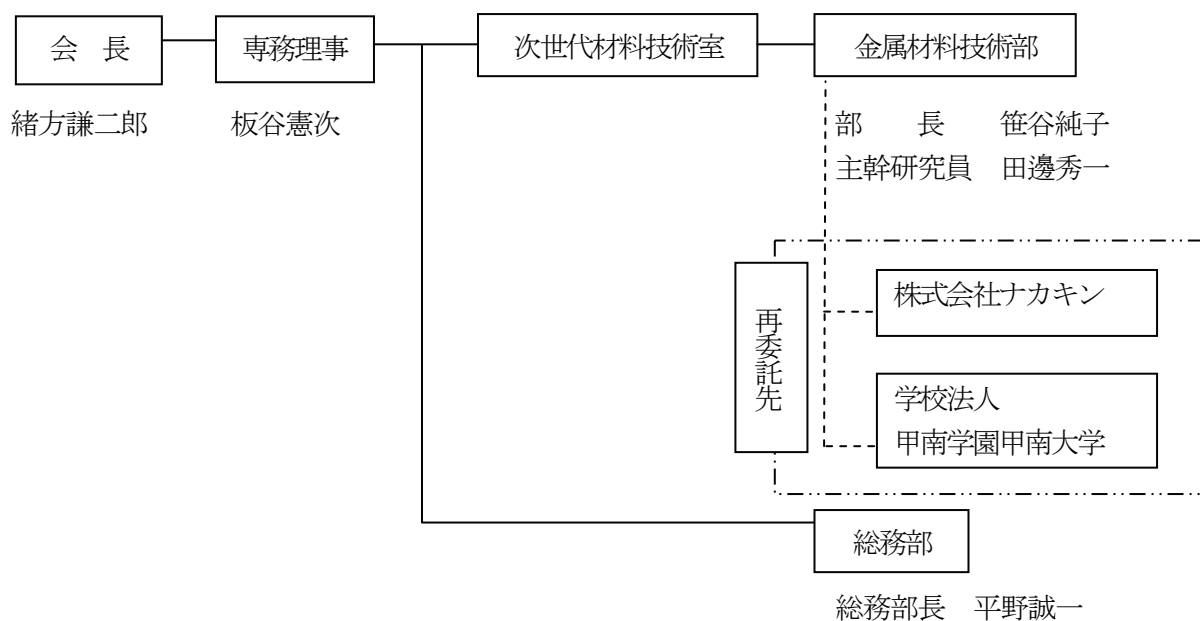 会　長
専務理事
次世代材料技術室
金属材料技術部
緒方謙二郎
板谷憲次
部　　長　　笹谷純子
主幹研究員　田邊秀一
再委託先
株式会社ナカキン
学校法人
甲南学園甲南大学
総務部
総務部長　平野誠一